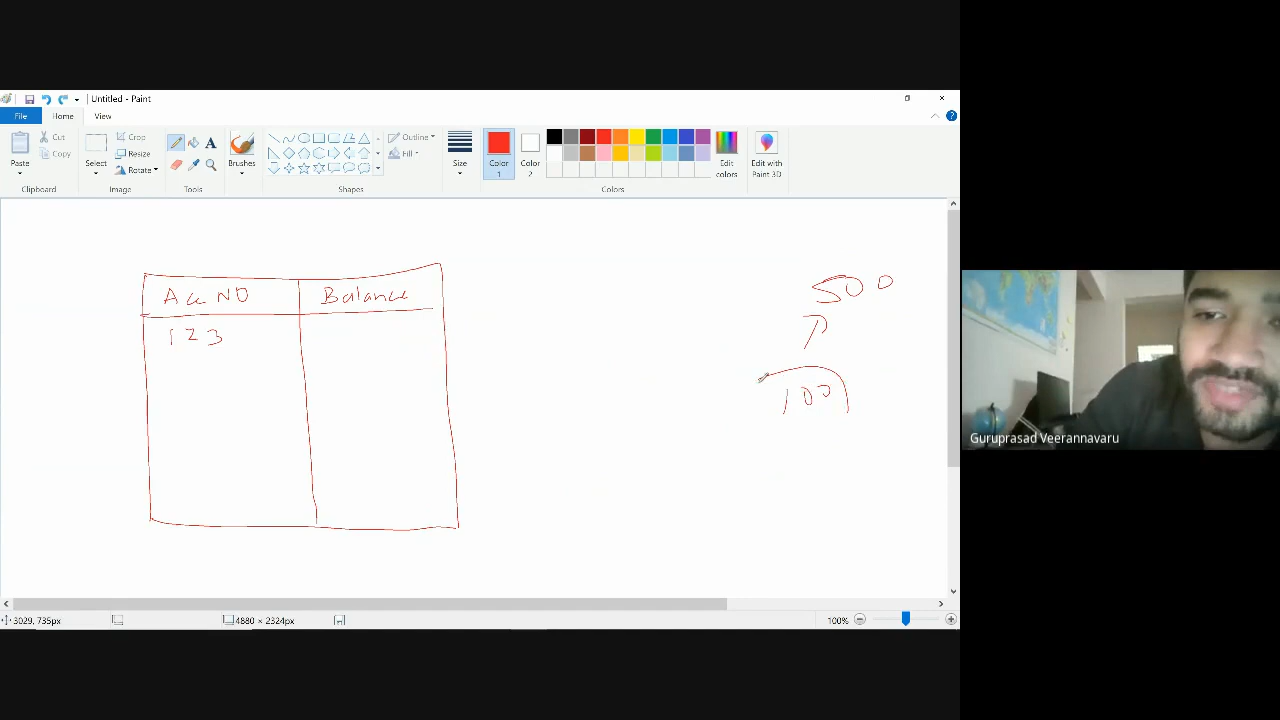 Untitled - Paint
File Home View
Paste
Cut
Copy
Clipboard
Select
Crop
Resize
Rotate
Image
Tools
Brushes
Shapes
Outline
Fill
Size
Color 1
Color 2
Edit colors
Colors
Edit with Paint 3D
Acc NO Balance
123
500
100
Guruprasad Veerannavaru
3029, 735px
4880 × 2324px
100%